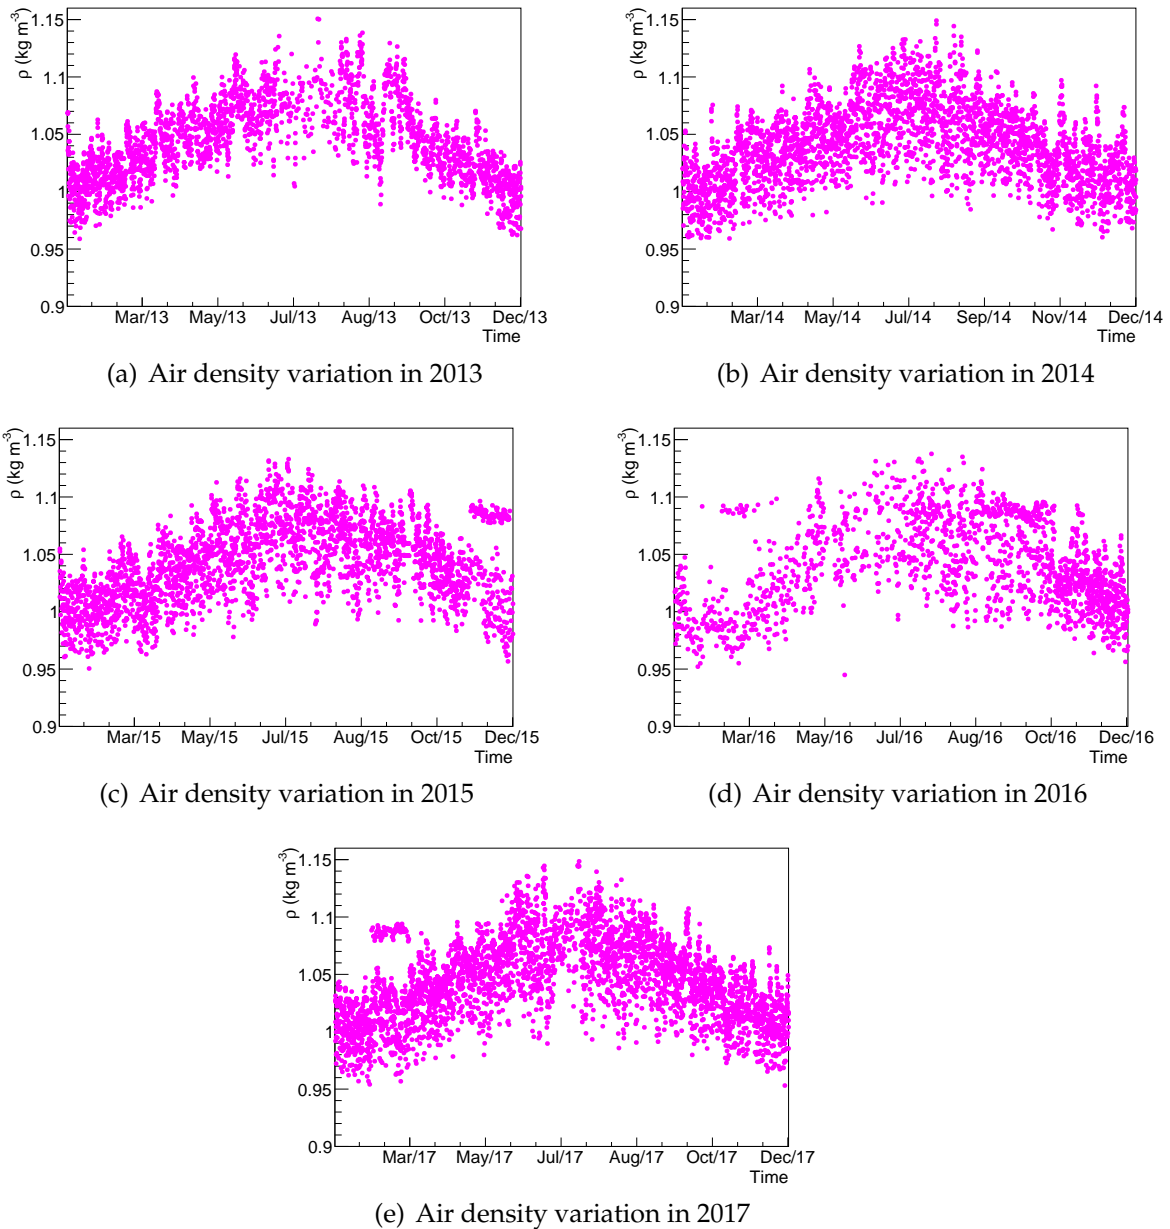 ρ (kg m-3)
1.15
1.1
1.05
1
0.95
0.9
Mar/13 May/13 Jul/13 Aug/13 Oct/13 Dec/13
Time
(a) Air density variation in 2013
ρ (kg m-3)
1.15
1.1
1.05
1
0.95
0.9
Mar/14 May/14 Jul/14 Sep/14 Nov/14 Dec/14
Time
(b) Air density variation in 2014
ρ (kg m-3)
1.15
1.1
1.05
1
0.95
0.9
Mar/15 May/15 Jul/15 Aug/15 Oct/15 Dec/15
Time
(c) Air density variation in 2015
ρ (kg m-3)
1.15
1.1
1.05
1
0.95
0.9
Mar/16 May/16 Jul/16 Aug/16 Oct/16 Dec/16
Time
(d) Air density variation in 2016
ρ (kg m-3)
1.15
1.1
1.05
1
0.95
0.9
Mar/17 May/17 Jul/17 Aug/17 Oct/17 Dec/17
Time
(e) Air density variation in 2017